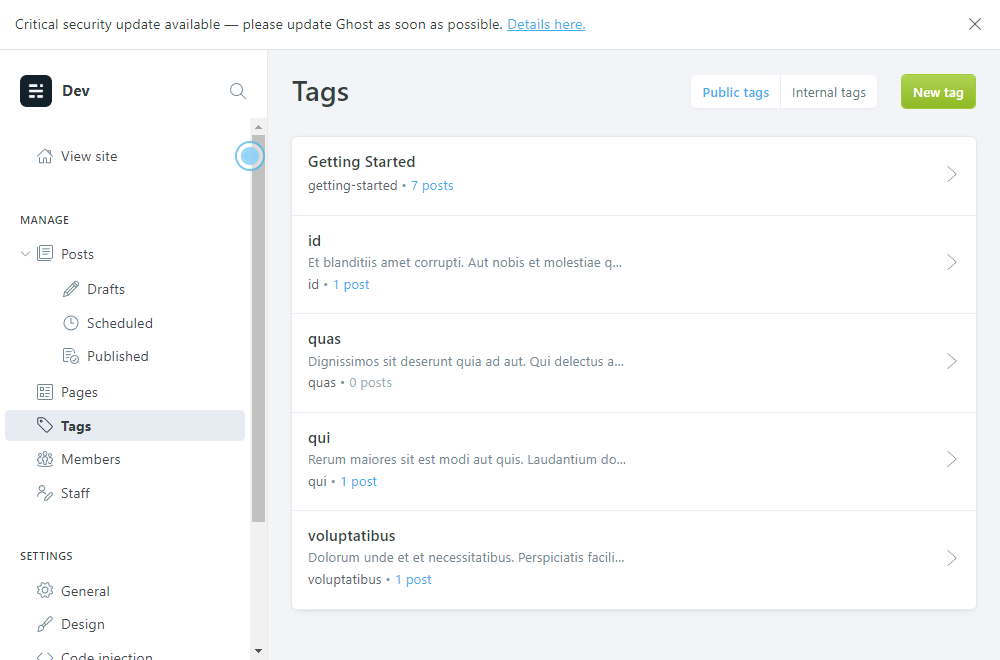 Critical security update available — please update Ghost as soon as possible. Details here.
Dev
View site
MANAGE
Posts
Drafts
Scheduled
Published
Pages
Tags
Members
Staff
SETTINGS
General
Design
Code injection
Tags
Public tags
Internal tags
New tag
Getting Started
getting-started • 7 posts
id
Et blanditiis amet corrupti. Aut nobis et molestiae q...
id • 1 post
quas
Dignissimos sit deserunt quia ad aut. Qui delectus a...
quas • 0 posts
qui
Rerum maiores sit est modi aut quis. Laudantium do...
qui • 1 post
voluptatibus
Dolorum unde et et necessitatibus. Perspiciatis facili...
voluptatibus • 1 post